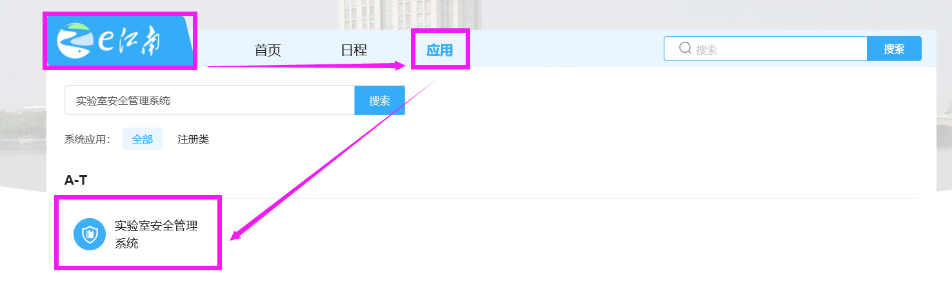 e江南
首页
日程
应用
搜索
搜索
实验室安全管理系统
搜索
系统应用：
全部
注册类
A-T
实验室安全管理
系统